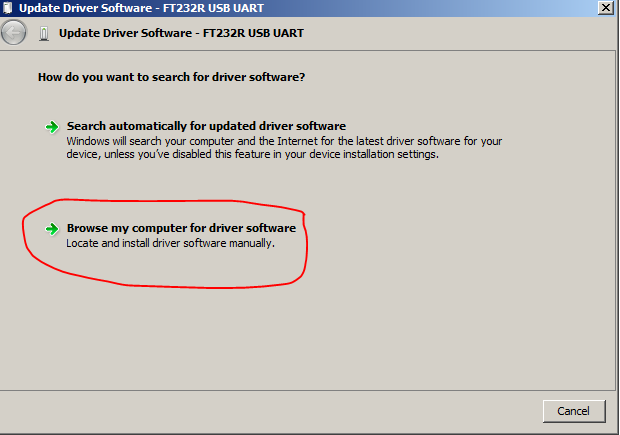 Update Driver Software - FT232R USB UART
Update Driver Software - FT232R USB UART
How do you want to search for driver software?
Search automatically for updated driver software
Windows will search your computer and the Internet for the latest driver software for your
device, unless you've disabled this feature in your device installation settings.
Browse my computer for driver software
Locate and install driver software manually.
Cancel